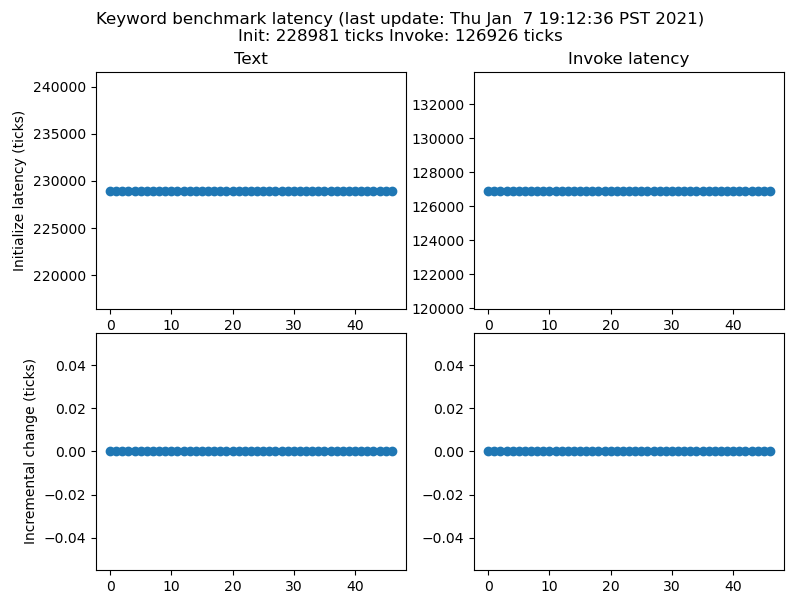 Keyword benchmark latency (last update: Thu Jan  7 19:12:36 PST 2021)
Init: 228981 ticks Invoke: 126926 ticks
Text
Initialize latency (ticks)
240000
235000
230000
225000
220000
0 10 20 30 40
Invoke latency
132000
130000
128000
126000
124000
122000
120000
0 10 20 30 40
Incremental change (ticks)
0.04
0.02
0.00
−0.02
−0.04
0 10 20 30 40
0.04
0.02
0.00
−0.02
−0.04
0 10 20 30 40